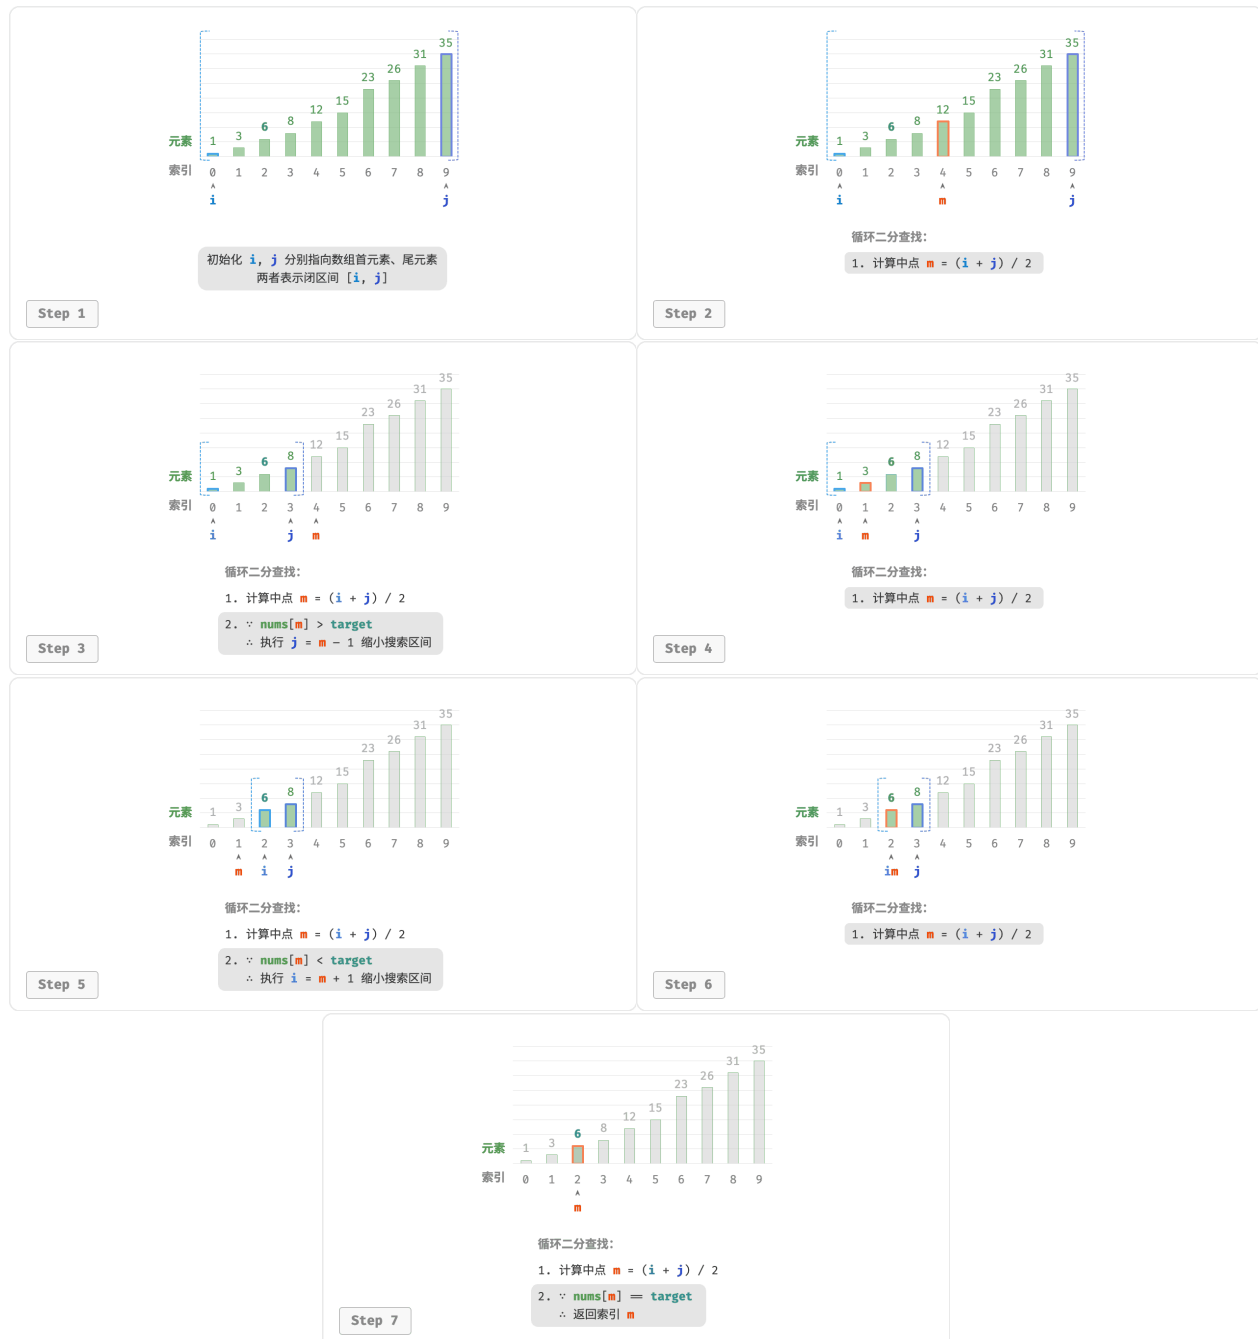 35
31
26
23
15
12
8
6
3
元素 1
索引 0 1 2 3 4 5 6 7 8 9
i j
初始化 i, j 分别指向数组首元素、尾元素
两者表示闭区间 [i, j]
Step 1
35
31
26
23
15
12
8
6
3
元素 1
索引 0 1 2 3 4 5 6 7 8 9
i m j
循环二分查找：
1. 计算中点 m = (i + j) / 2
Step 2
35
31
26
23
15
12
8
6
3
元素 1
索引 0 1 2 3 4 5 6 7 8 9
i j m
循环二分查找：
1. 计算中点 m = (i + j) / 2
2. ∵ nums[m] > target
∴ 执行 j = m − 1 缩小搜索区间
Step 3
35
31
26
23
15
12
8
6
3
元素 1
索引 0 1 2 3 4 5 6 7 8 9
i m j
循环二分查找：
1. 计算中点 m = (i + j) / 2
Step 4
35
31
26
23
15
12
8
6
3
元素 1
索引 0 1 2 3 4 5 6 7 8 9
m i j
循环二分查找：
1. 计算中点 m = (i + j) / 2
2. ∵ nums[m] < target
∴ 执行 i = m + 1 缩小搜索区间
Step 5
35
31
26
23
15
12
8
6
3
元素 1
索引 0 1 2 3 4 5 6 7 8 9
im j
循环二分查找：
1. 计算中点 m = (i + j) / 2
Step 6
35
31
26
23
15
12
8
6
3
元素 1
索引 0 1 2 3 4 5 6 7 8 9
m
循环二分查找：
1. 计算中点 m = (i + j) / 2
2. ∵ nums[m] == target
∴ 返回索引 m
Step 7